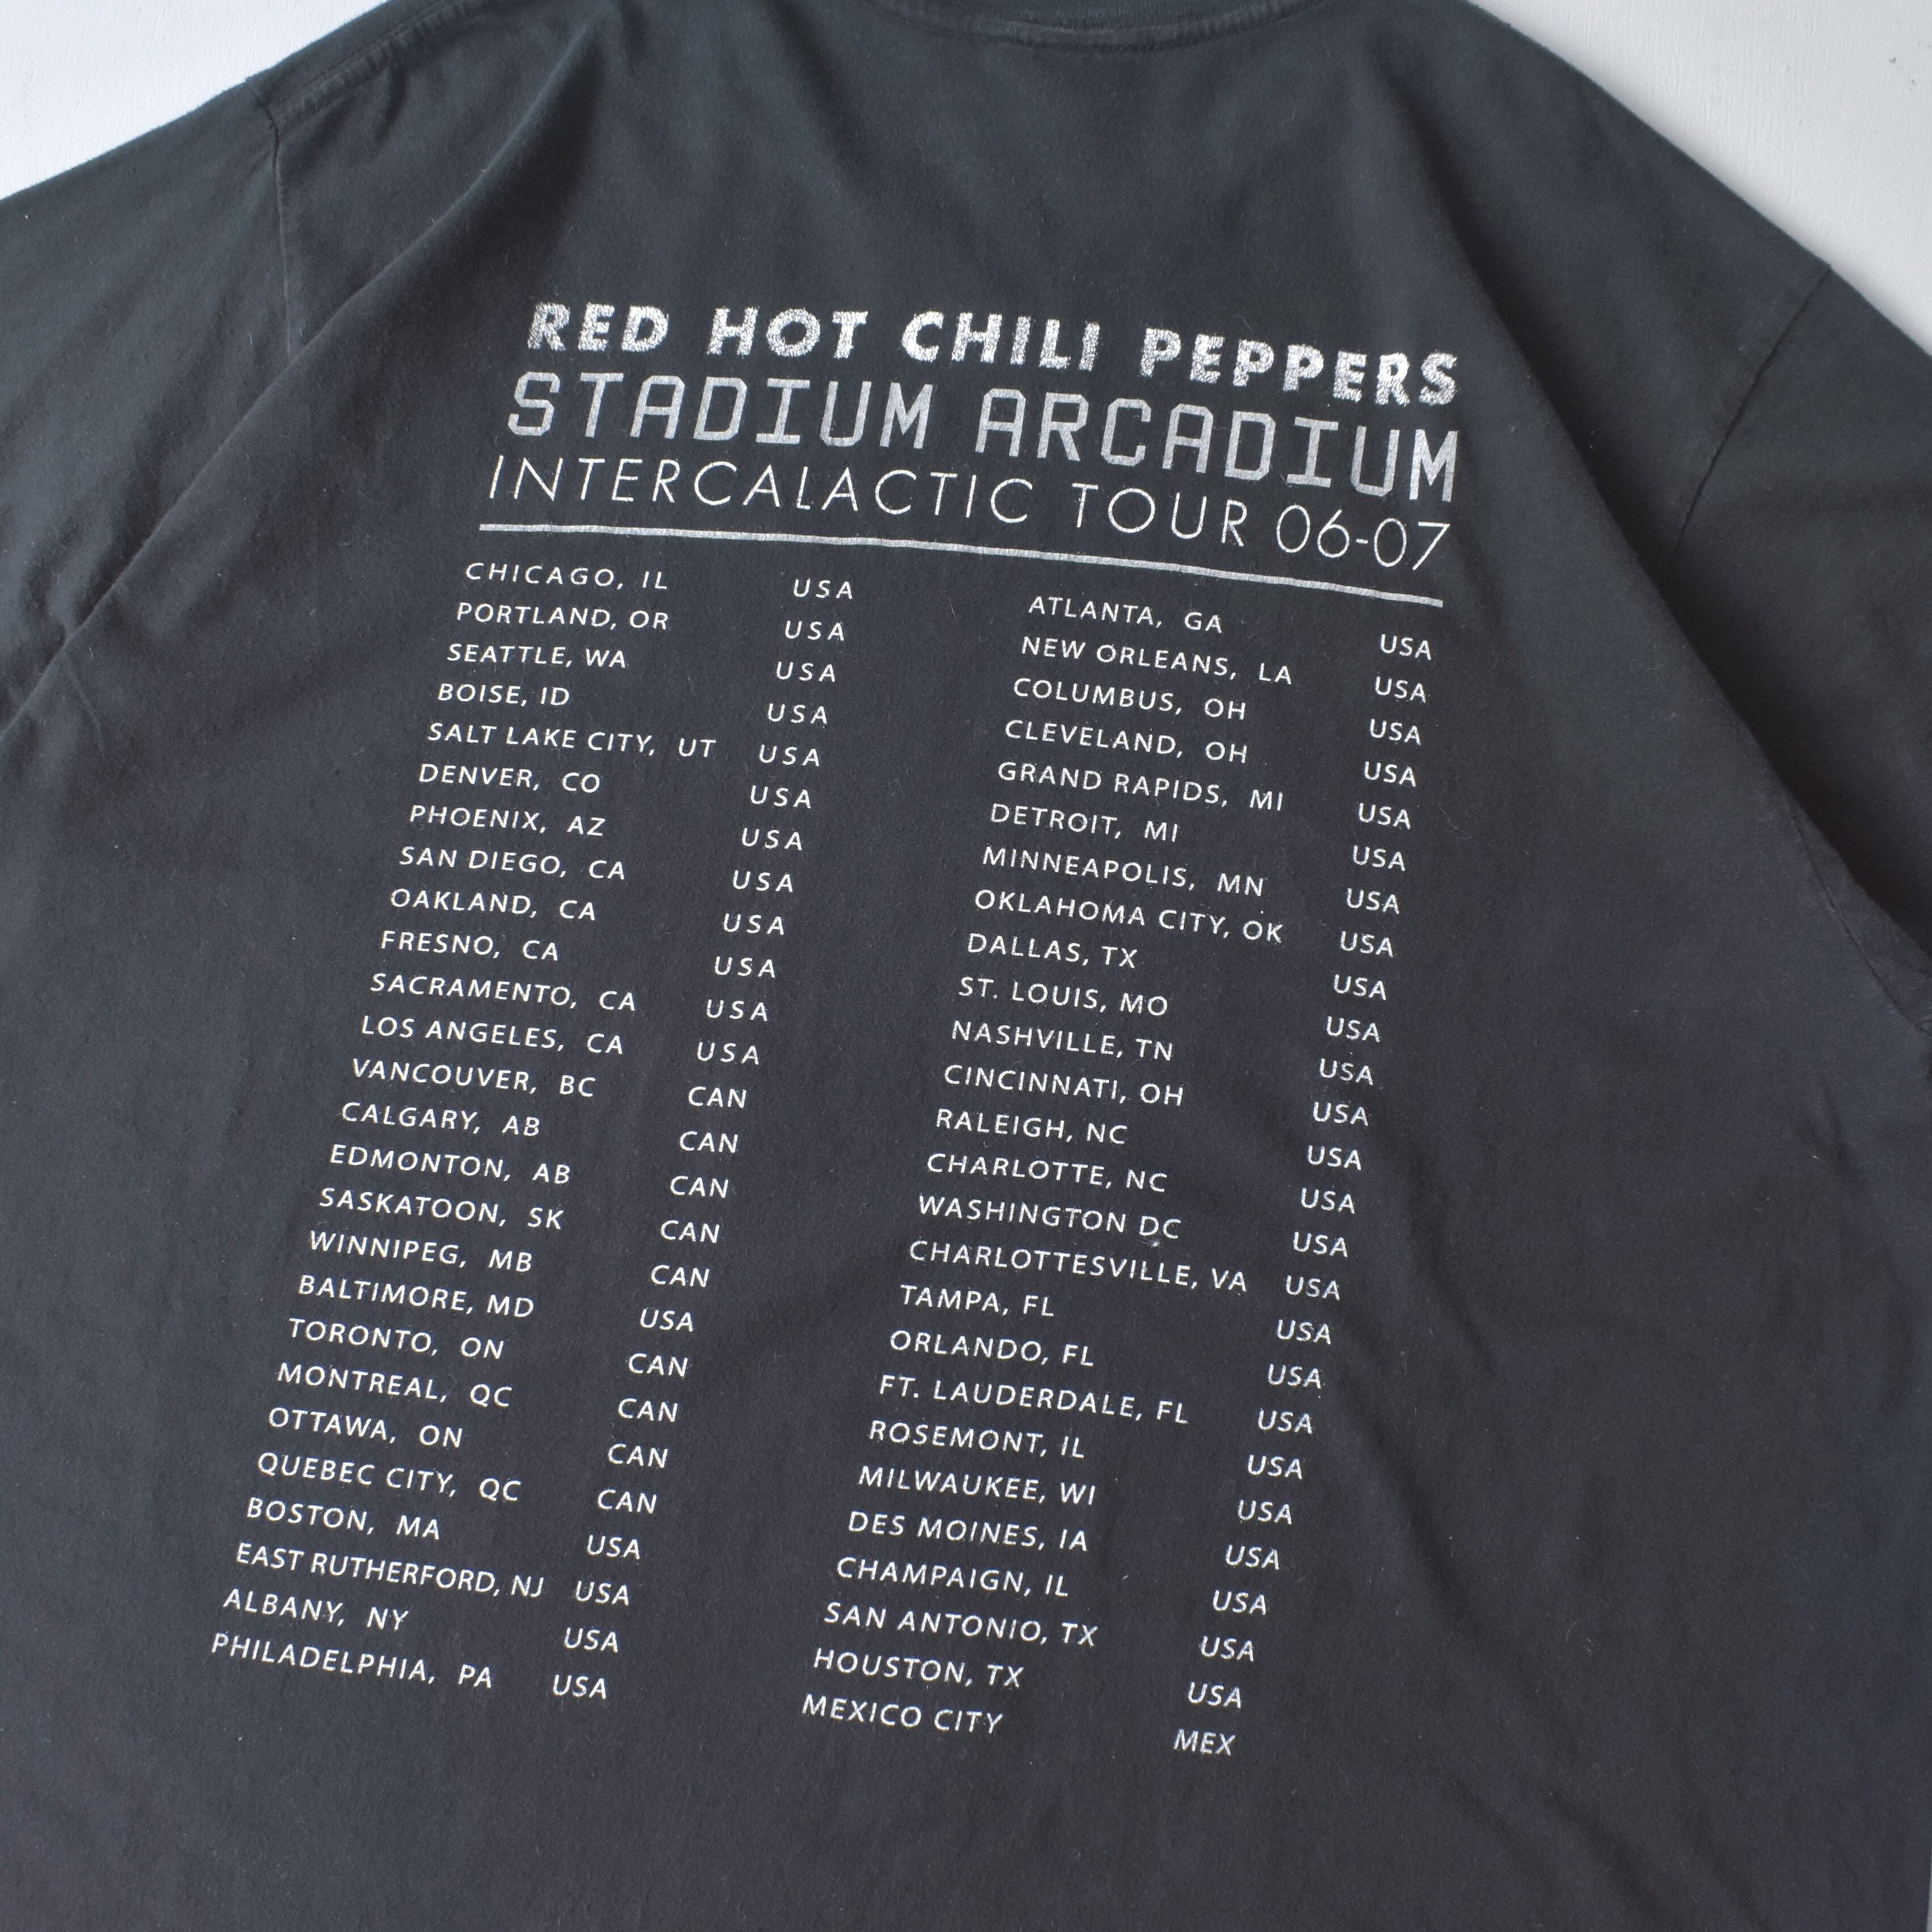 RED HOT CHILI PEPPERS
STADIUM ARCADIUM
INTERCALACTIC TOUR 06-07
CHICAGO, IL USA
PORTLAND, OR USA
SEATTLE, WA USA
BOISE, ID USA
SALT LAKE CITY, UT USA
DENVER, CO USA
PHOENIX, AZ USA
SAN DIEGO, CA USA
OAKLAND, CA USA
FRESNO, CA USA
SACRAMENTO, CA USA
LOS ANGELES, CA USA
VANCOUVER, BC CAN
CALGARY, AB CAN
EDMONTON, AB CAN
SASKATOON, SK CAN
WINNIPEG, MB CAN
BALTIMORE, MD USA
TORONTO, ON CAN
MONTREAL, QC CAN
OTTAWA, ON CAN
QUEBEC CITY, QC CAN
BOSTON, MA USA
EAST RUTHERFORD, NJ USA
ALBANY, NY USA
PHILADELPHIA, PA USA
ATLANTA, GA USA
NEW ORLEANS, LA USA
COLUMBUS, OH USA
CLEVELAND, OH USA
GRAND RAPIDS, MI USA
DETROIT, MI USA
MINNEAPOLIS, MN USA
OKLAHOMA CITY, OK USA
DALLAS, TX USA
ST. LOUIS, MO USA
NASHVILLE, TN USA
CINCINNATI, OH USA
RALEIGH, NC USA
CHARLOTTE, NC USA
WASHINGTON DC USA
CHARLOTTESVILLE, VA USA
TAMPA, FL USA
ORLANDO, FL USA
FT. LAUDERDALE, FL USA
ROSEMONT, IL USA
MILWAUKEE, WI USA
DES MOINES, IA USA
CHAMPAIGN, IL USA
SAN ANTONIO, TX USA
HOUSTON, TX USA
MEXICO CITY MEX